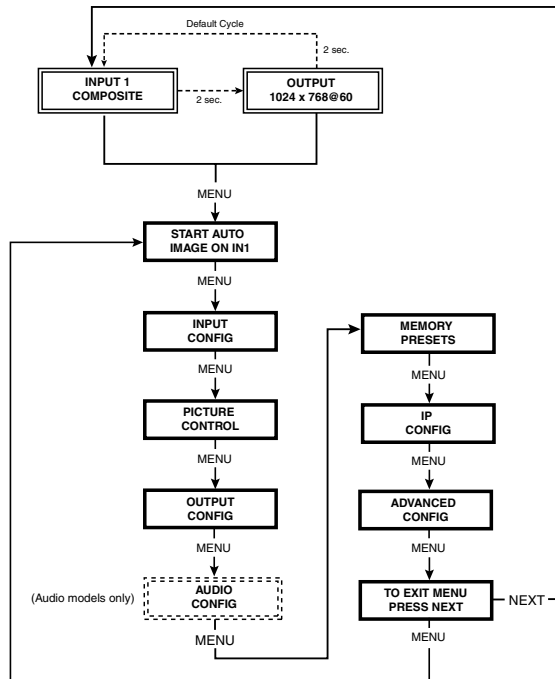 Default Cycle
2 sec.
INPUT 1
COMPOSITE
2 sec.
OUTPUT
1024 x 768@60
MENU
START AUTO
IMAGE ON IN1
MENU
INPUT
CONFIG
MENU
PICTURE
CONTROL
MENU
OUTPUT
CONFIG
MENU
(Audio models only)
AUDIO
CONFIG
MENU
MEMORY
PRESETS
MENU
IP
CONFIG
MENU
ADVANCED
CONFIG
MENU
TO EXIT MENU
PRESS NEXT
NEXT
MENU